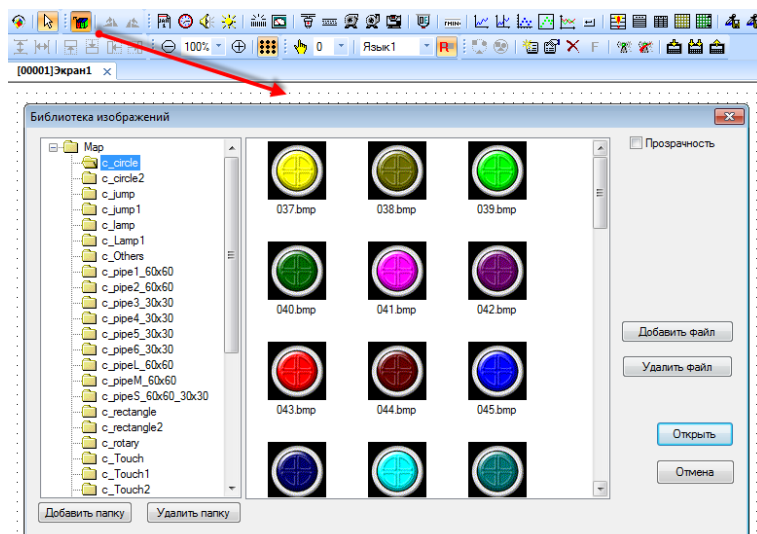 100%
0
Язык1
R
F
[00001]Экран1
Библиотека изображений
Map
c_circle
c_circle2
c_jump
c_jump1
c_lamp
c_Lamp1
c_Others
c_pipe1_60x60
c_pipe2_60x60
c_pipe3_30x30
c_pipe4_30x30
c_pipe5_30x30
c_pipe6_30x30
c_pipeL_60x60
c_pipeM_60x60
c_pipeS_60x60_30x30
c_rectangle
c_rectangle2
c_rotary
c_Touch
c_Touch1
c_Touch2
Добавить папку Удалить папку
037.bmp 038.bmp 039.bmp
040.bmp 041.bmp 042.bmp
043.bmp 044.bmp 045.bmp
Прозрачность
Добавить файл
Удалить файл
Открыть
Отмена